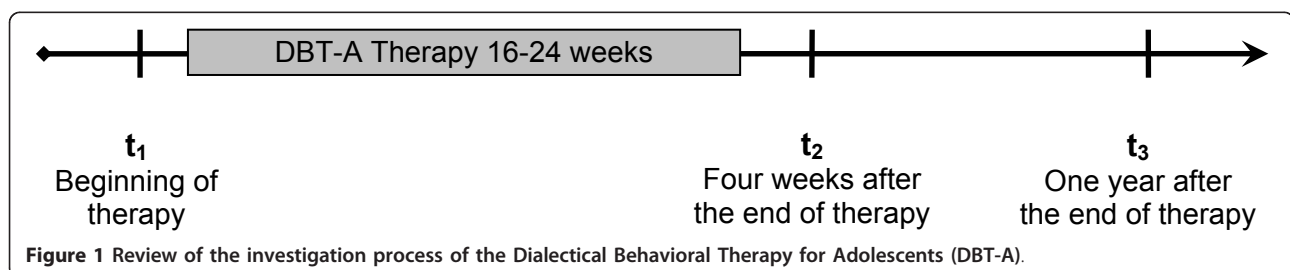 DBT-A Therapy 16-24 weeks
t₁
Beginning of
therapy
t₂
Four weeks after
the end of therapy
t₃
One year after
the end of therapy
Figure 1 Review of the investigation process of the Dialectical Behavioral Therapy for Adolescents (DBT-A).